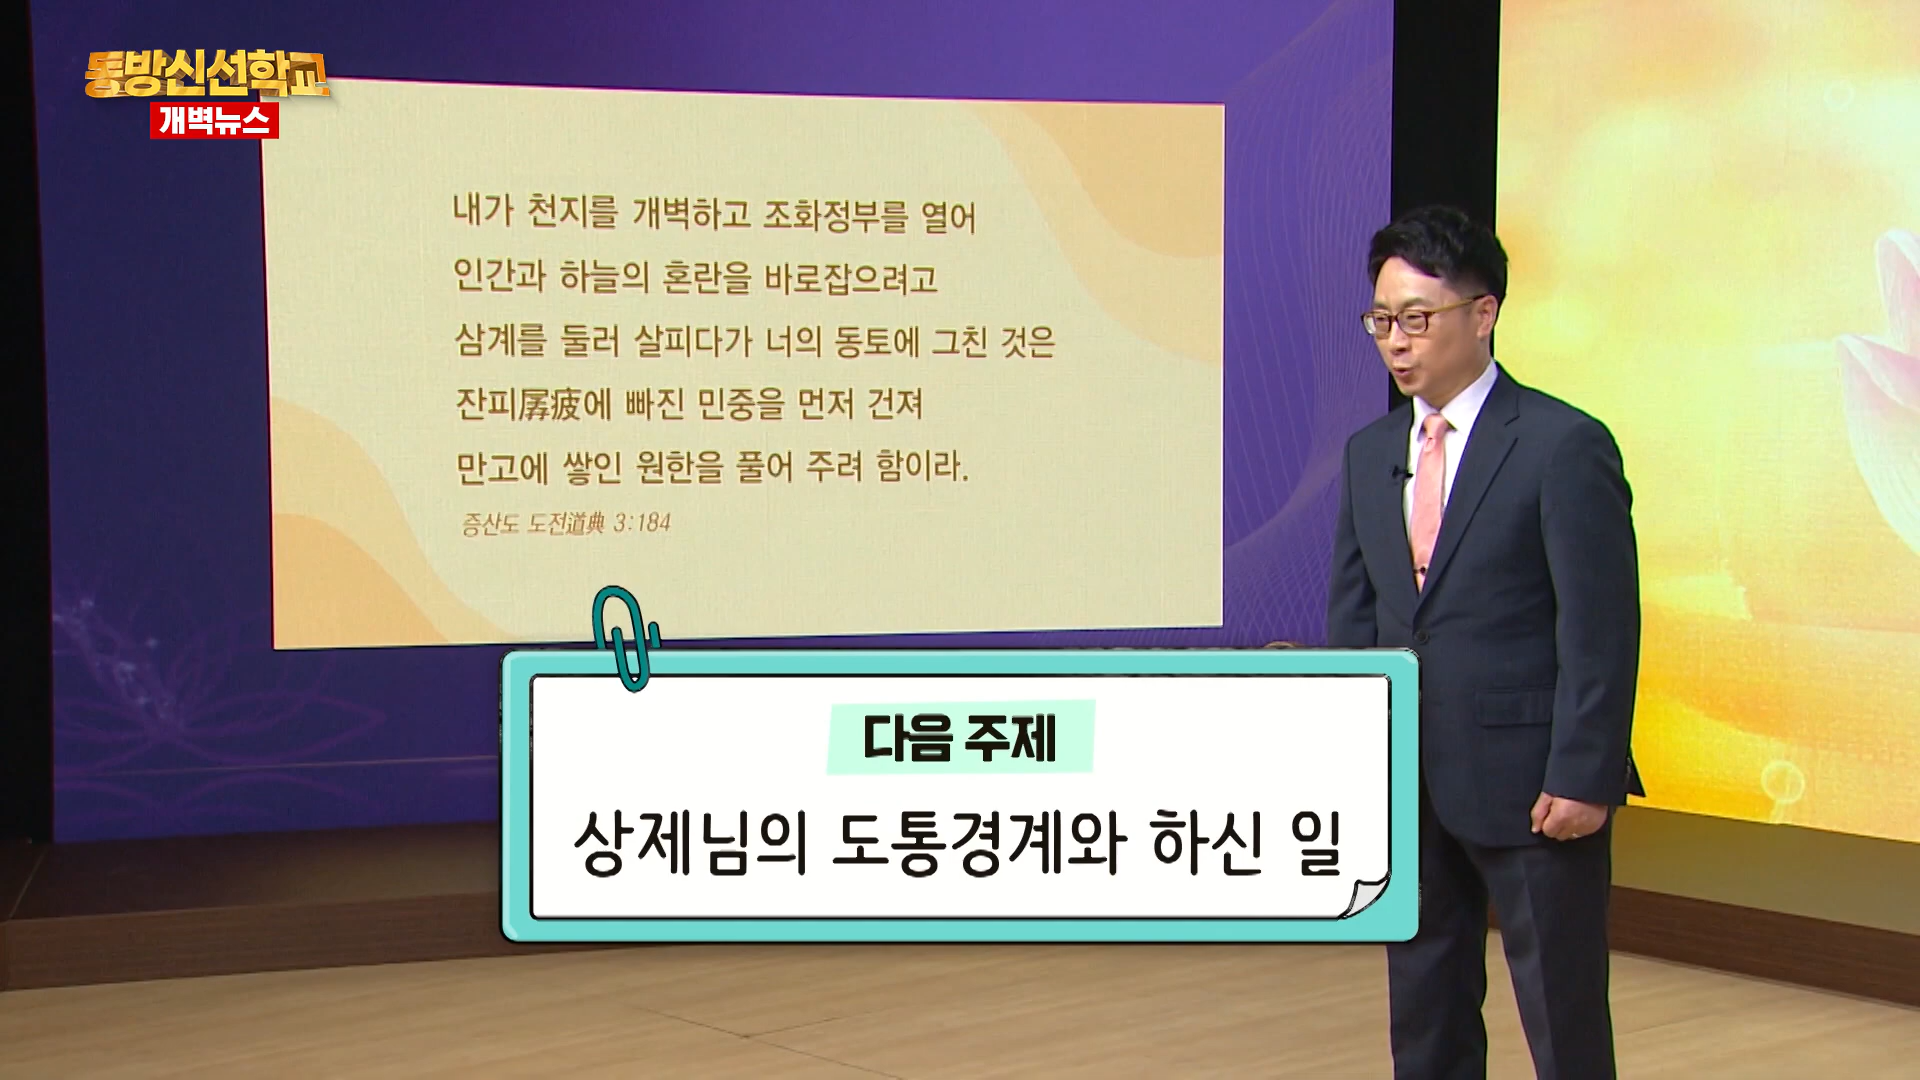 동방신선학교
개벽뉴스
내가 천지를 개벽하고 조화정부를 열어
인간과 하늘의 혼란을 바로잡으려고
삼계를 둘러 살피다가 너의 동토에 그친 것은
잔피孱疲에 빠진 민중을 먼저 건져
만고에 쌓인 원한을 풀어 주려 함이라.
증산도 도전道典 3:184
다음 주제
상제님의 도통경계와 하신 일